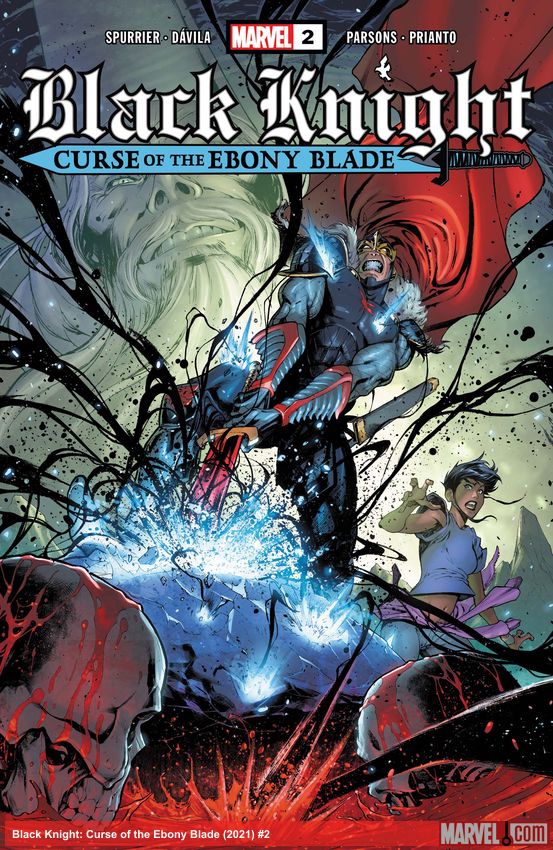 SPURRIER · DÁVILA MARVEL 2 PARSONS · PRIANTO
Black Knight
CURSE OF THE EBONY BLADE
Black Knight: Curse of the Ebony Blade (2021) #2
MARVEL.com